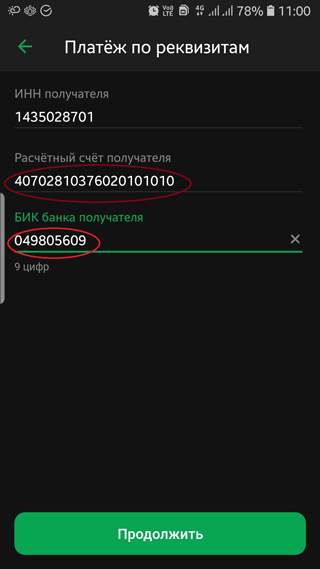 Voj) 4G 78% 11:00
LTE
Платёж по реквизитам
ИНН получателя
1435028701
Расчётный счёт получателя
40702810376020101010
БИК банка получателя
049805609
9 цифр
Продолжить